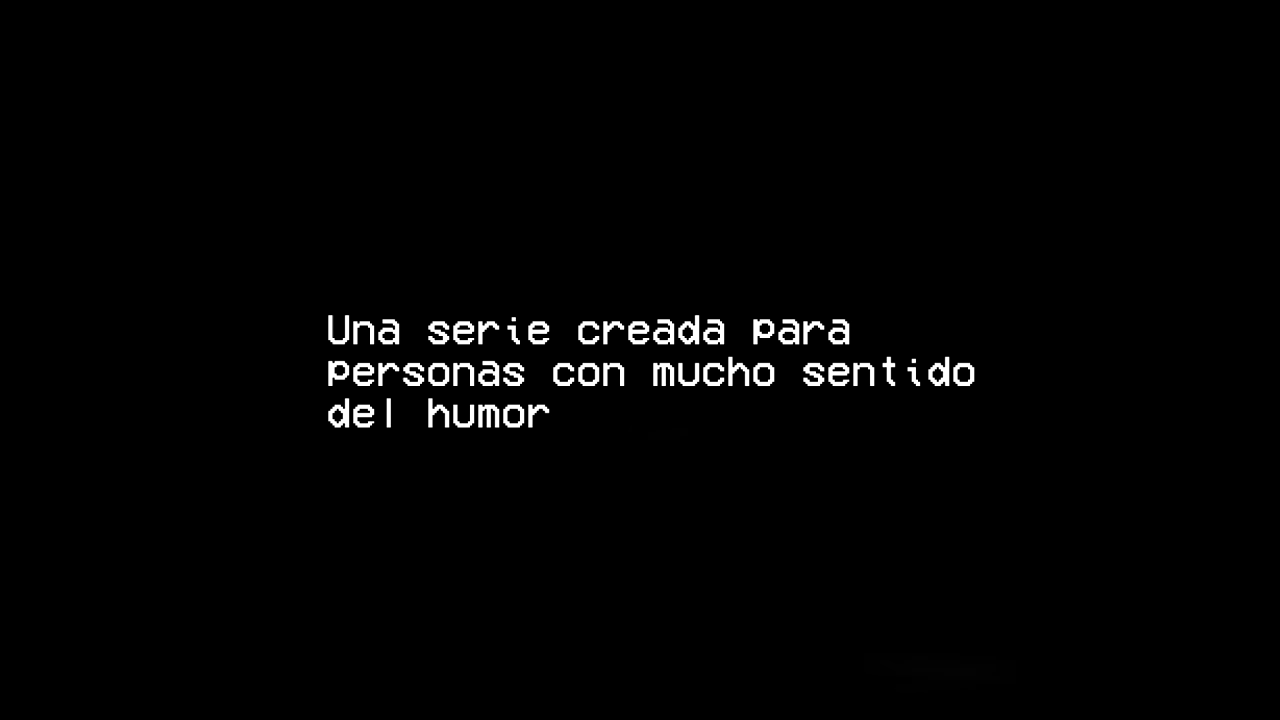 Una serie creada para
personas con mucho sentido
del humor